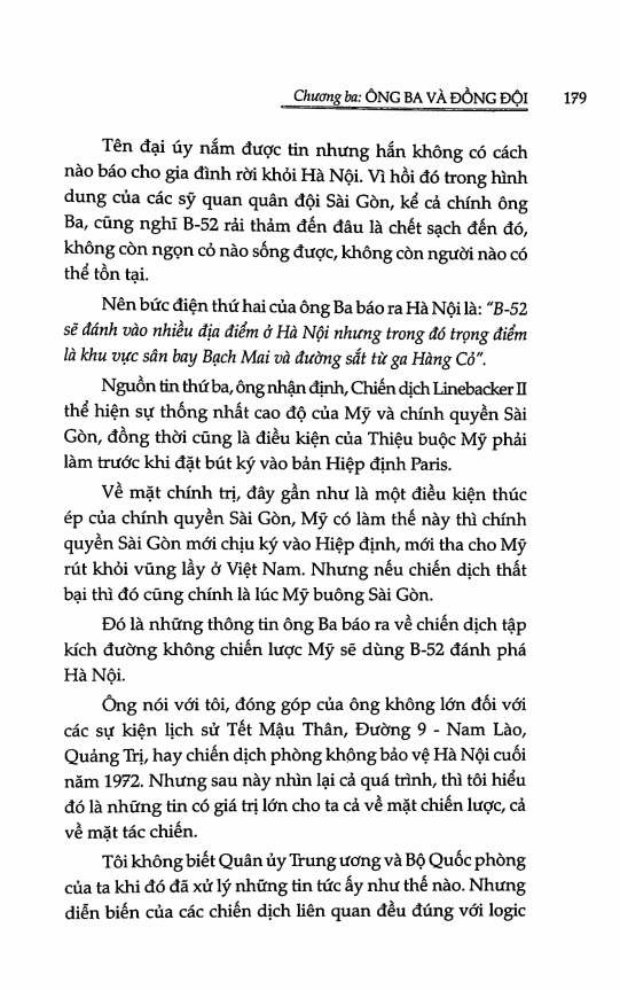 Chương ba: ÔNG BA VÀ ĐỒNG ĐỘI 179
Tên đại úy nắm được tin nhưng hắn không có cách
nào báo cho gia đình rời khỏi Hà Nội. Vì hồi đó trong hình
dung của các sỹ quan quân đội Sài Gòn, kể cả chính ông
Ba, cũng nghĩ B-52 rải thảm đến đâu là chết sạch đến đó,
không còn ngọn cỏ nào sống được, không còn người nào có
thể tồn tại.
Nên bức điện thứ hai của ông Ba báo ra Hà Nội là: "B-52
sẽ đánh vào nhiều địa điểm ở Hà Nội nhưng trong đó trọng điểm
là khu vực sân bay Bạch Mai và đường sắt từ ga Hàng Cỏ".
Nguồn tin thứ ba, ông nhận định, Chiến dịch Linebacker II
thể hiện sự thống nhất cao độ của Mỹ và chính quyền Sài
Gòn, đồng thời cũng là điều kiện của Thiệu buộc Mỹ phải
làm trước khi đặt bút ký vào bản Hiệp định Paris.
Về mặt chính trị, đây gần như là một điều kiện thúc
ép của chính quyền Sài Gòn, Mỹ có làm thế này thì chính
quyền Sài Gòn mới chịu ký vào Hiệp định, mới tha cho Mỹ
rút khỏi vũng lầy ở Việt Nam. Nhưng nếu chiến dịch thất
bại thì đó cũng chính là lúc Mỹ buông Sài Gòn.
Đó là những thông tin ông Ba báo ra về chiến dịch tập
kích đường không chiến lược Mỹ sẽ dùng B-52 đánh phá
Hà Nội.
Ông nói với tôi, đóng góp của ông không lớn đối với
các sự kiện lịch sử Tết Mậu Thân, Đường 9 - Nam Lào,
Quảng Trị, hay chiến dịch phòng không bảo vệ Hà Nội cuối
năm 1972. Nhưng sau này nhìn lại cả quá trình, thì tôi hiểu
đó là những tin có giá trị lớn cho ta cả về mặt chiến lược, cả
về mặt tác chiến.
Tôi không biết Quân ủy Trung ương và Bộ Quốc phòng
của ta khi đó đã xử lý những tin tức ấy như thế nào. Nhưng
diễn biến của các chiến dịch liên quan đều đúng với logic